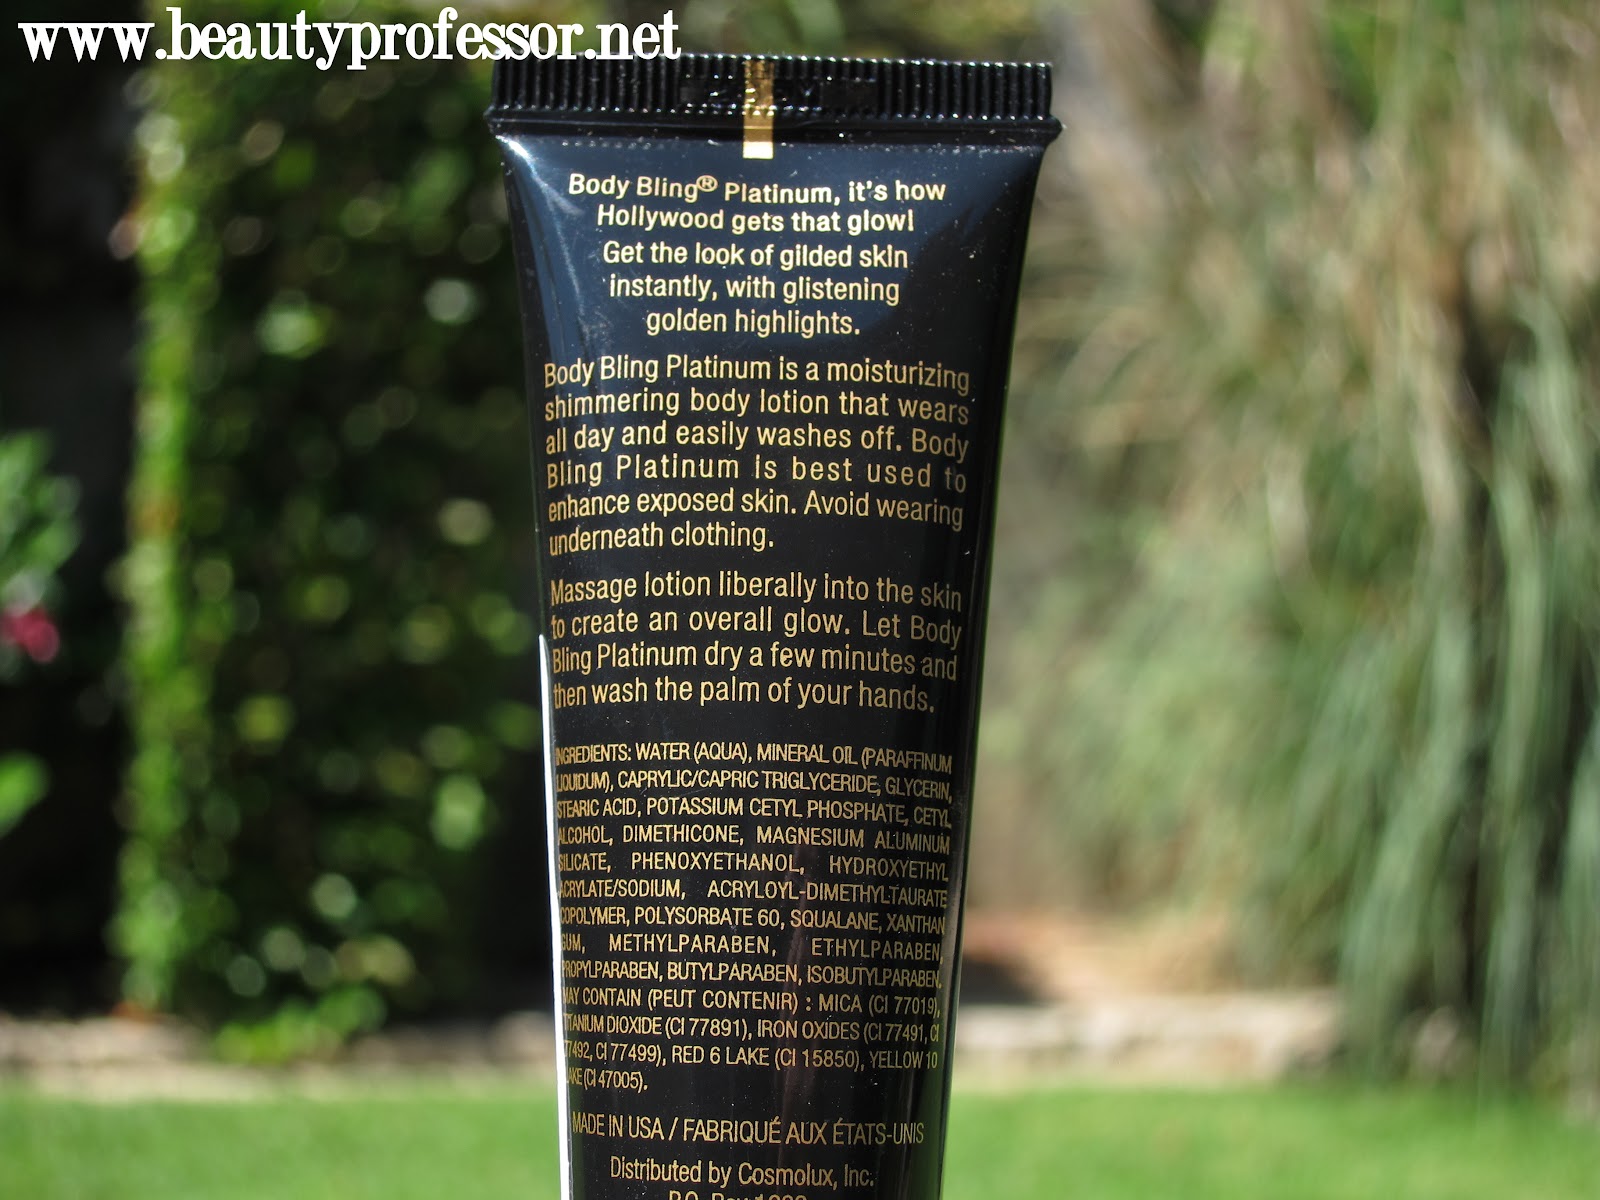 www.beautyprofessor.net
Body Bling® Platinum, it's how
Hollywood gets that glow!
Get the look of gilded skin
instantly, with glistening
golden highlights.
Body Bling Platinum is a moisturizing
shimmering body lotion that wears
all day and easily washes off. Body
Bling Platinum is best used to
enhance exposed skin. Avoid wearing
underneath clothing.
Massage lotion liberally into the skin
to create an overall glow. Let Body
Bling Platinum dry a few minutes and
then wash the palm of your hands.
INGREDIENTS: WATER (AQUA), MINERAL OIL (PARAFFINUM
LIQUIDUM), CAPRYLIC/CAPRIC TRIGLYCERIDE, GLYCERIN,
STEARIC ACID, POTASSIUM CETYL PHOSPHATE, CETYL
ALCOHOL, DIMETHICONE, MAGNESIUM ALUMINUM
SILICATE, PHENOXYETHANOL, HYDROXYETHYL
ACRYLATE/SODIUM, ACRYLOYL-DIMETHYLTAURATE
COPOLYMER, POLYSORBATE 60, SQUALANE, XANTHAN
GUM, METHYLPARABEN, ETHYLPARABEN,
PROPYLPARABEN, BUTYLPARABEN, ISOBUTYLPARABEN.
MAY CONTAIN (PEUT CONTENIR) : MICA (CI 77019),
TITANIUM DIOXIDE (CI 77891), IRON OXIDES (CI 77491, CI
77492, CI 77499), RED 6 LAKE (CI 15850), YELLOW 10
LAKE (CI 47005).
MADE IN USA / FABRIQUÉ AUX ÉTATS-UNIS
Distributed by Cosmolux, Inc.
P.O. Box